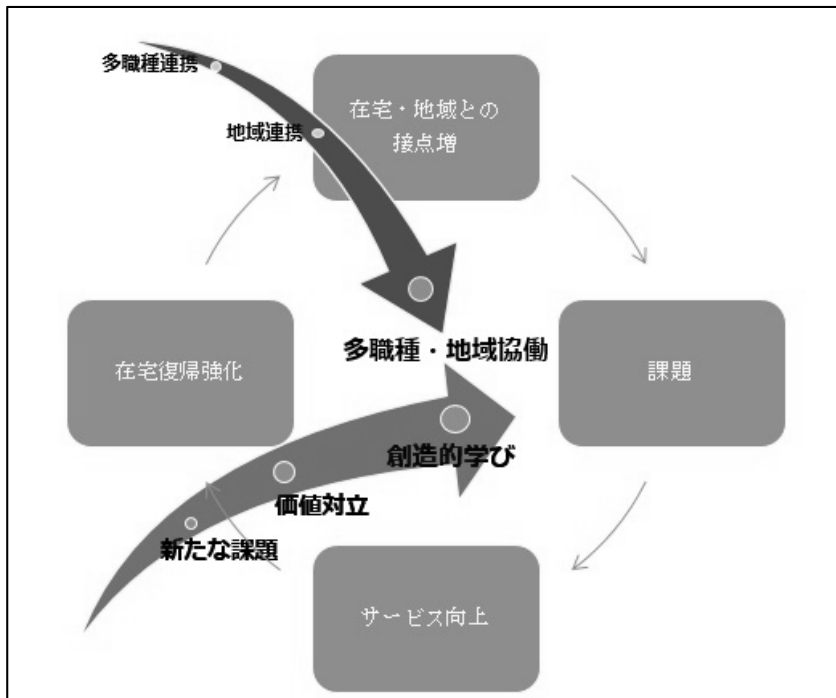 多職種連携
地域連携
在宅・地域との
接点増
多職種・地域協働
在宅復帰強化
課題
創造的学び
価値対立
新たな課題
サービス向上